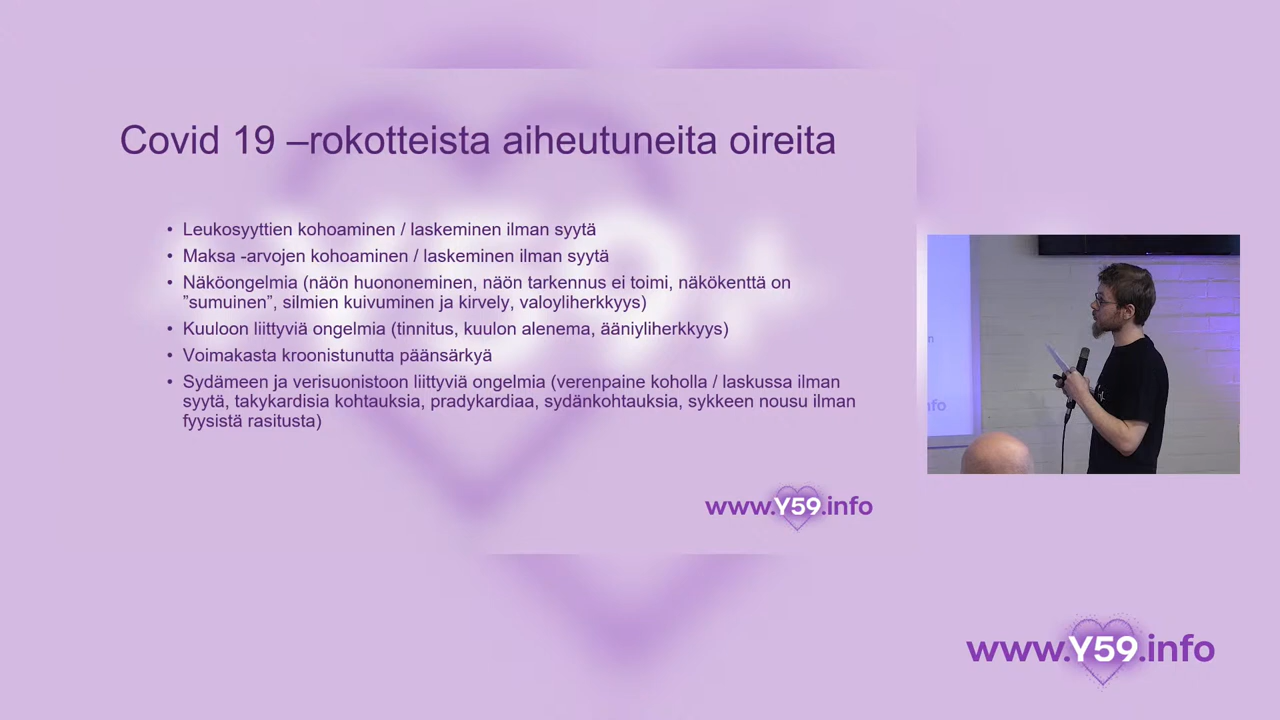 Covid 19 –rokotteista aiheutuneita oireita
• Leukosyyttien kohoaminen / laskeminen ilman syytä
• Maksa -arvojen kohoaminen / laskeminen ilman syytä
• Näköongelmia (näön huononeminen, näön tarkennus ei toimi, näkökenttä on
”sumuinen”, silmien kuivuminen ja kirvely, valoyliherkkyys)
• Kuuloon liittyviä ongelmia (tinnitus, kuulon alenema, ääniyliherkkyys)
• Voimakasta kroonistunutta päänsärkyä
• Sydämeen ja verisuonistoon liittyviä ongelmia (verenpaine koholla / laskussa ilman
syytä, takykardisia kohtauksia, pradykardiaa, sydänkohtauksia, sykkeen nousu ilman
fyysistä rasitusta)
www.Y59.info
www.Y59.info